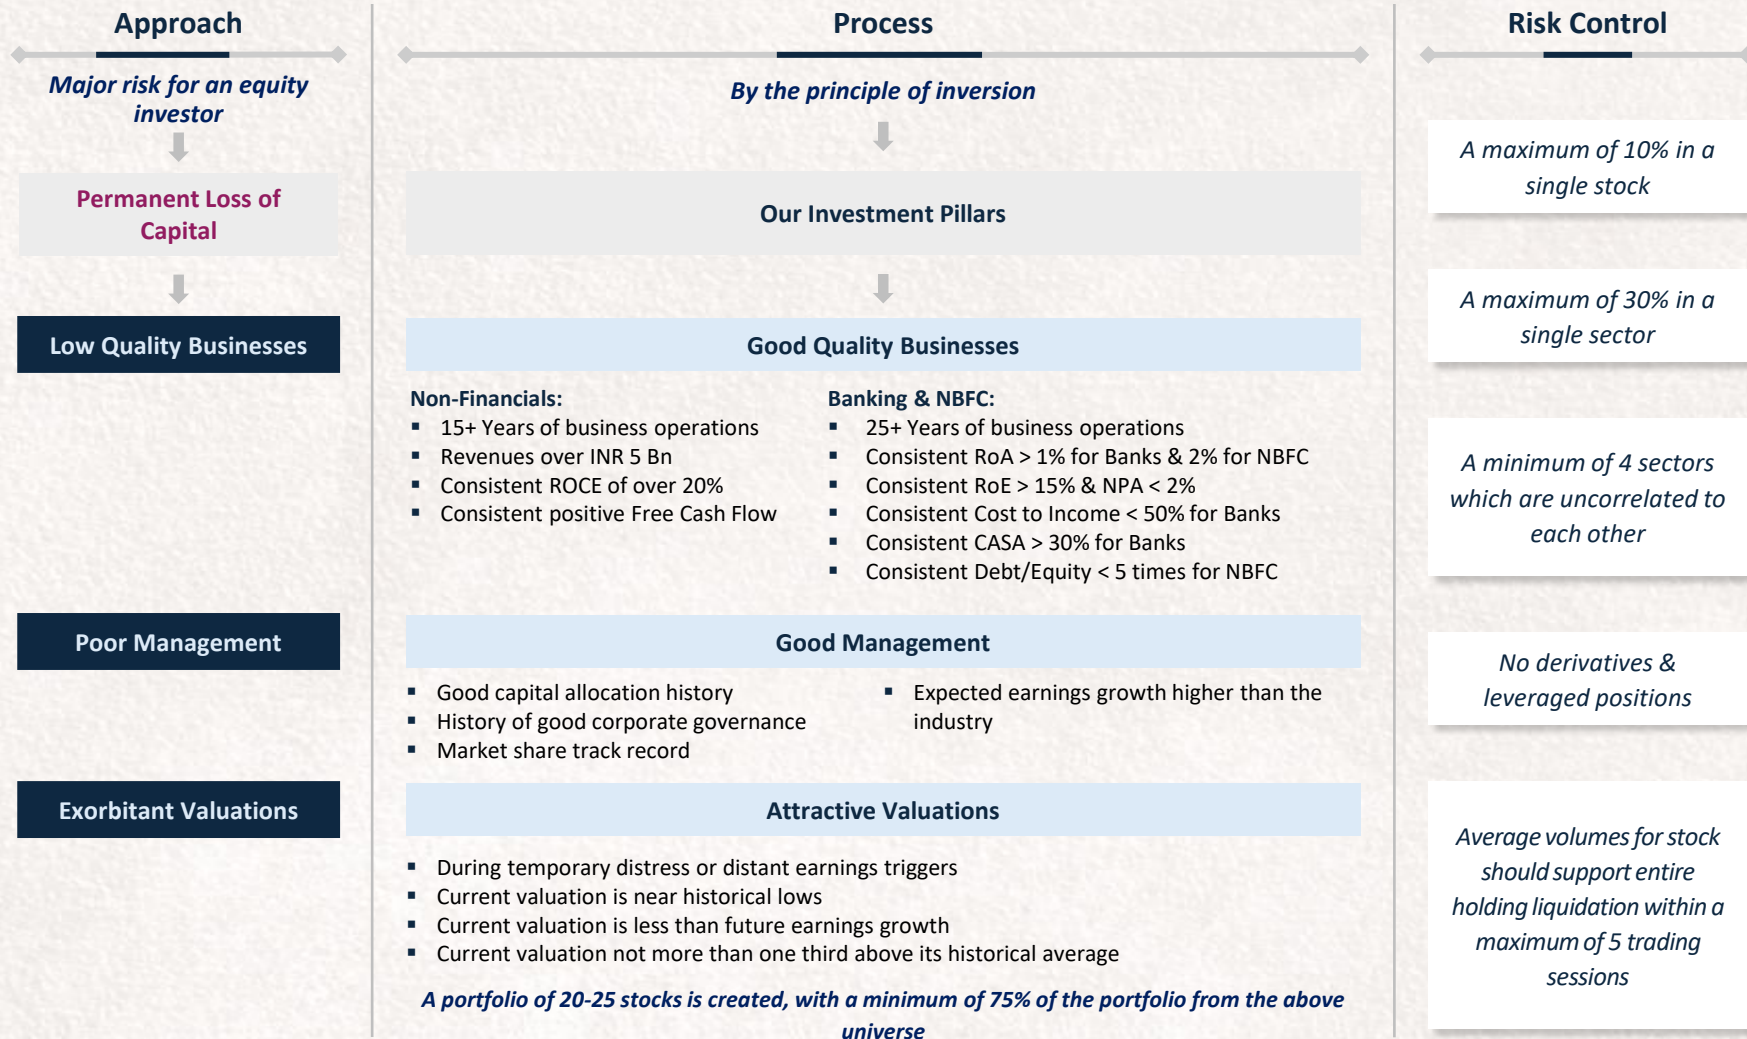 Approach
Major risk for an equity
investor
Permanent Loss of
Capital
Low Quality Businesses
Poor Management
Exorbitant Valuations
Process
By the principle of inversion
Our Investment Pillars
Good Quality Businesses
Non-Financials:
▪ 15+ Years of business operations
▪ Revenues over INR 5 Bn
▪ Consistent ROCE of over 20%
▪ Consistent positive Free Cash Flow
Banking & NBFC:
▪ 25+ Years of business operations
▪ Consistent RoA > 1% for Banks & 2% for NBFC
▪ Consistent RoE > 15% & NPA < 2%
▪ Consistent Cost to Income < 50% for Banks
▪ Consistent CASA > 30% for Banks
▪ Consistent Debt/Equity < 5 times for NBFC
Good Management
▪ Good capital allocation history
▪ History of good corporate governance
▪ Market share track record
▪ Expected earnings growth higher than the
industry
Attractive Valuations
▪ During temporary distress or distant earnings triggers
▪ Current valuation is near historical lows
▪ Current valuation is less than future earnings growth
▪ Current valuation not more than one third above its historical average
A portfolio of 20-25 stocks is created, with a minimum of 75% of the portfolio from the above
universe
Risk Control
A maximum of 10% in a
single stock
A maximum of 30% in a
single sector
A minimum of 4 sectors
which are uncorrelated to
each other
No derivatives &
leveraged positions
Average volumes for stock
should support entire
holding liquidation within a
maximum of 5 trading
sessions